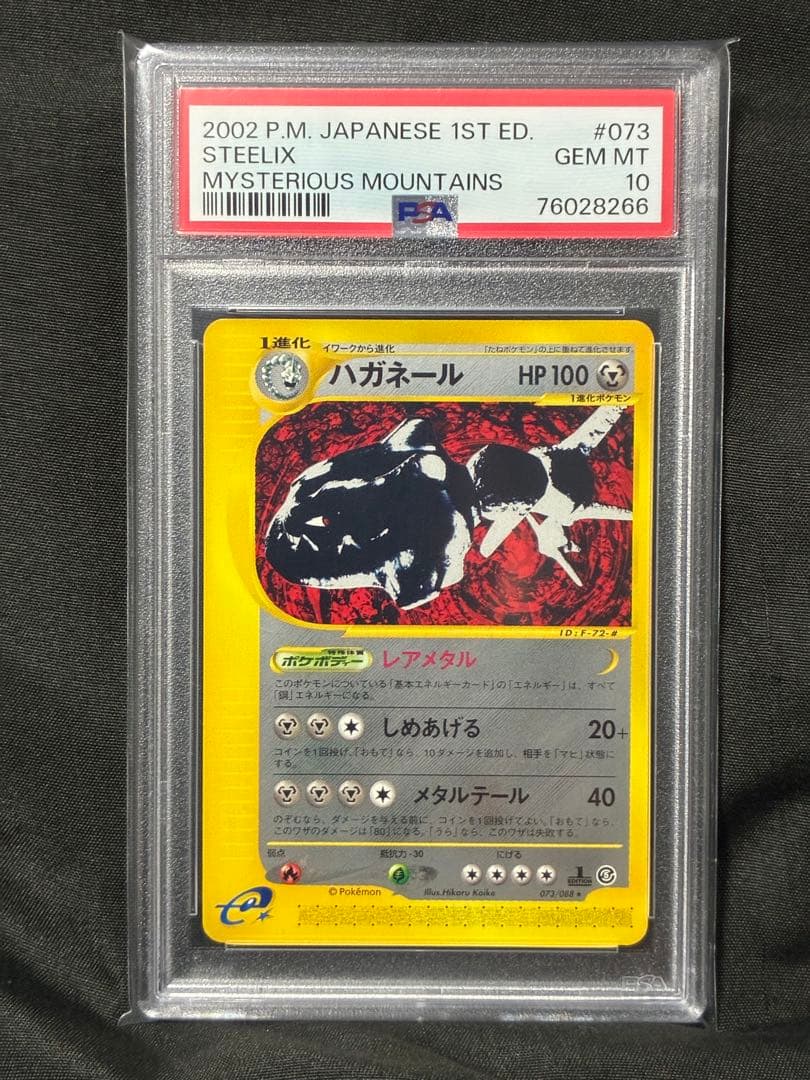 2002 P.M. JAPANESE 1ST ED. #073
STEELIX GEM MT
MYSTERIOUS MOUNTAINS 10
PSA 76028266
1進化 イワークから進化 「たねポケモン」の上に重ねて進化させます。
ハガネール HP100
1進化ポケモン
ID:F-72-#
特殊体質
ポケボディー レアメタル
このポケモンについている「基本エネルギーカード」の「エネルギー」は、すべて
「鋼」エネルギーになる。
しめあげる 20+
コインを1回投げ、「おもて」なら、10ダメージを追加し、相手を「マヒ」状態に
する。
メタルテール 40
のぞむなら、ダメージを与える前に、コインを1回投げてよい。「おもて」なら、
このワザのダメージは「80」になる。「うら」なら、このワザは失敗する。
弱点 抵抗力-30 にげる
1
EDITION
©Pokémon Illus.Hikaru Koike 073/088★
e
PSA